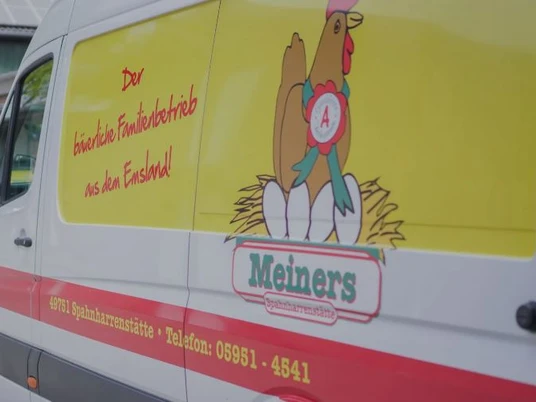 Der
bäuerliche Familienbetrieb
aus dem Emsland!
A
Meiners
Spahnharrenstätte
49751 Spahnharrenstätte • Telefon: 05951 - 4541